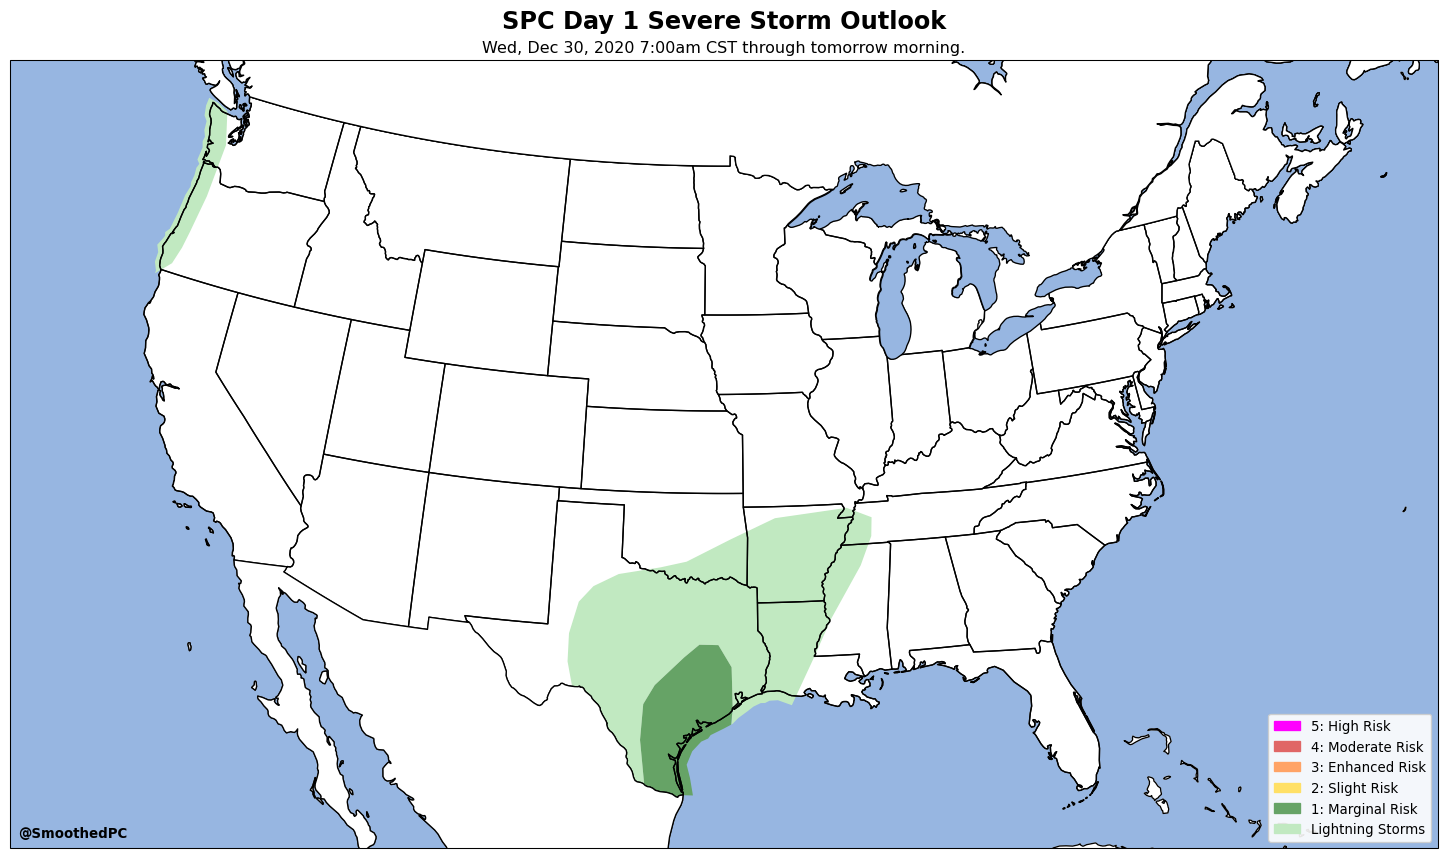 SPC Day 1 Severe Storm Outlook
Wed, Dec 30, 2020 7:00am CST through tomorrow morning.
5: High Risk
4: Moderate Risk
3: Enhanced Risk
2: Slight Risk
1: Marginal Risk
Lightning Storms
@SmoothedPC